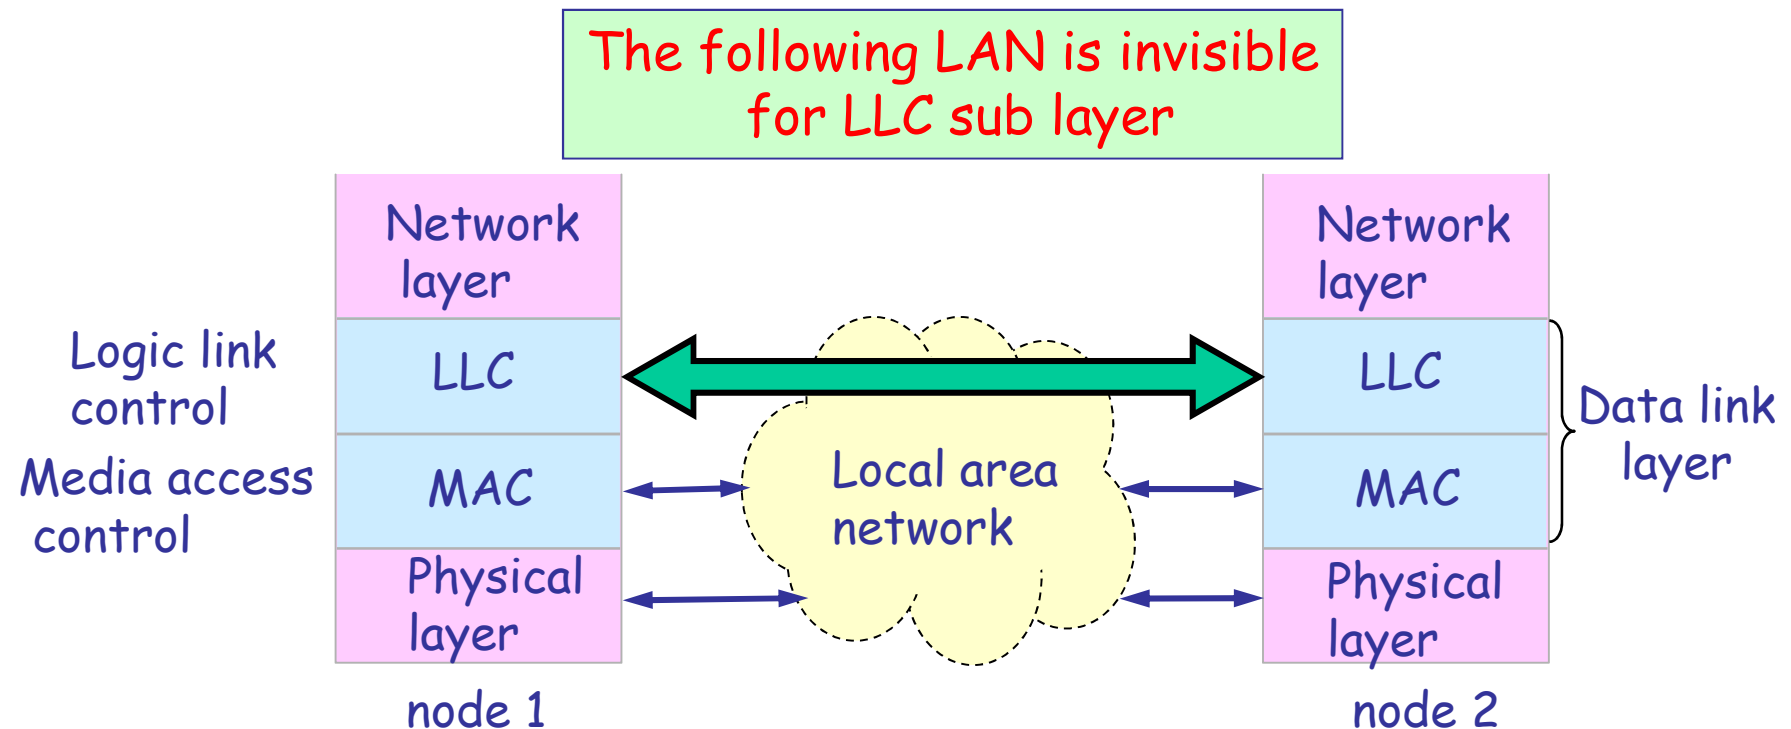 The following LAN is invisible
for LLC sub layer
Network
layer
Network
layer
Logic link
control
LLC
LLC
Data link
layer
Media access
control
MAC
Local area
network
MAC
Physical
layer
Physical
layer
node 1
node 2